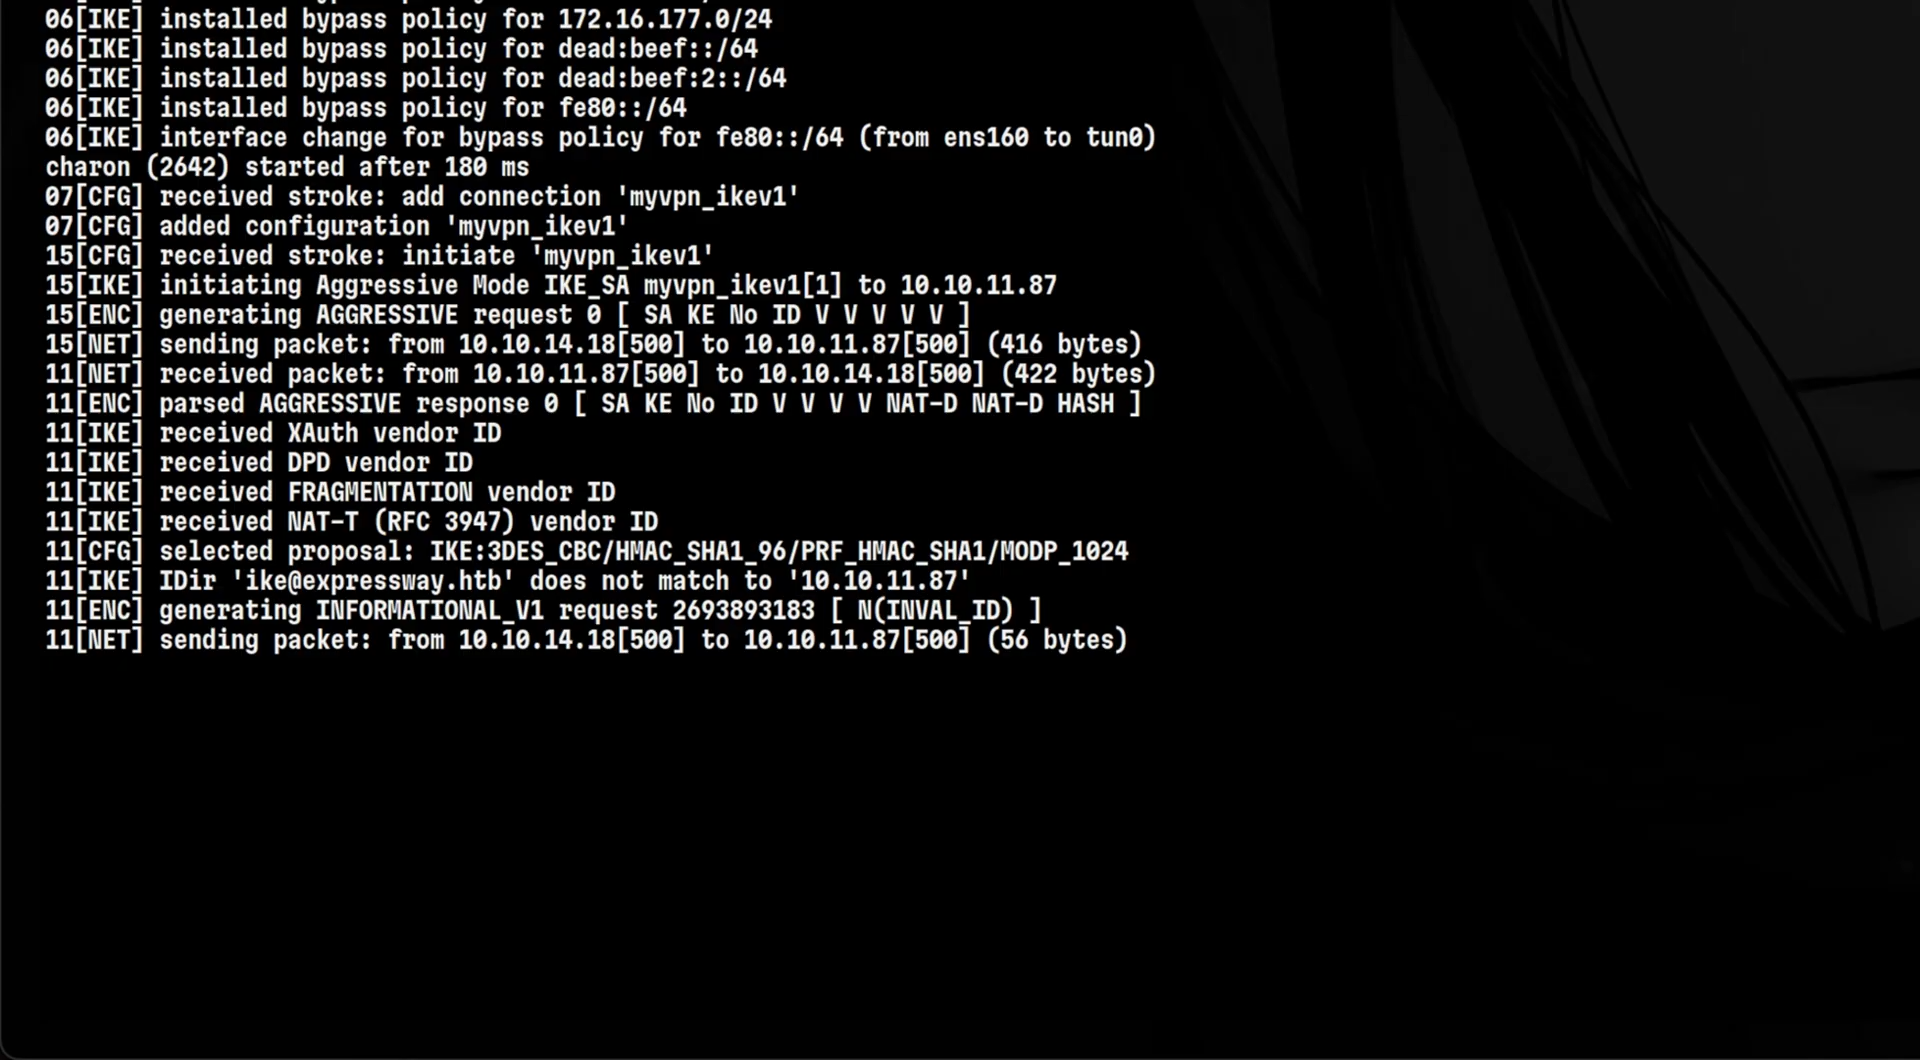 06[IKE] installed bypass policy for 172.16.177.0/24
06[IKE] installed bypass policy for dead:beef::/64
06[IKE] installed bypass policy for dead:beef:2::/64
06[IKE] installed bypass policy for fe80::/64
06[IKE] interface change for bypass policy for fe80::/64 (from ens160 to tun0)
charon (2642) started after 180 ms
07[CFG] received stroke: add connection 'myvpn_ikev1'
07[CFG] added configuration 'myvpn_ikev1'
15[CFG] received stroke: initiate 'myvpn_ikev1'
15[IKE] initiating Aggressive Mode IKE_SA myvpn_ikev1[1] to 10.10.11.87
15[ENC] generating AGGRESSIVE request 0 [ SA KE No ID V V V V V ]
15[NET] sending packet: from 10.10.14.18[500] to 10.10.11.87[500] (416 bytes)
11[NET] received packet: from 10.10.11.87[500] to 10.10.14.18[500] (422 bytes)
11[ENC] parsed AGGRESSIVE response 0 [ SA KE No ID V V V V NAT-D NAT-D HASH ]
11[IKE] received XAuth vendor ID
11[IKE] received DPD vendor ID
11[IKE] received FRAGMENTATION vendor ID
11[IKE] received NAT-T (RFC 3947) vendor ID
11[CFG] selected proposal: IKE:3DES_CBC/HMAC_SHA1_96/PRF_HMAC_SHA1/MODP_1024
11[IKE] IDir 'ike@expressway.htb' does not match to '10.10.11.87'
11[ENC] generating INFORMATIONAL_V1 request 2693893183 [ N(INVAL_ID) ]
11[NET] sending packet: from 10.10.14.18[500] to 10.10.11.87[500] (56 bytes)